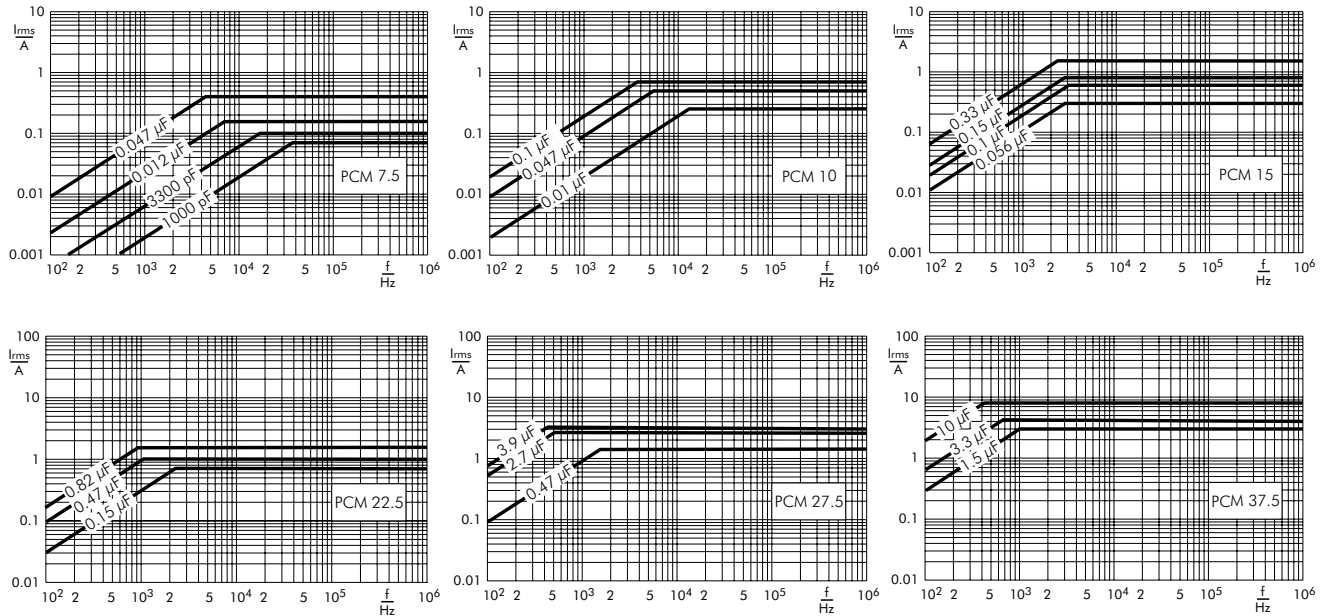 10
Irms
A
1
0.1
0.01
0.001
0.047 µF
0.012 µF
3300 pF
1000 pF
PCM 7.5
10² 2 5 10³ 2 5 10⁴ 2 5 10⁵ f/Hz 10⁶
10
Irms
A
1
0.1
0.01
0.001
0.1 µF
0.047 µF
0.01 µF
PCM 10
10² 2 5 10³ 2 5 10⁴ 2 5 10⁵ f/Hz 10⁶
10
Irms
A
1
0.1
0.01
0.001
0.33 µF
0.15 µF
0.1 µF
0.056 µF
PCM 15
10² 2 5 10³ 2 5 10⁴ 2 5 10⁵ f/Hz 10⁶
100
Irms
A
10
1
0.1
0.01
0.82 µF
0.47 µF
0.15 µF
PCM 22.5
10² 2 5 10³ 2 5 10⁴ 2 5 10⁵ f/Hz 10⁶
100
Irms
A
10
1
0.1
0.01
3.9 µF
2.7 µF
0.47 µF
PCM 27.5
10² 2 5 10³ 2 5 10⁴ 2 5 10⁵ f/Hz 10⁶
100
Irms
A
10
1
0.1
0.01
10 µF
3.3 µF
1.5 µF
PCM 37.5
10² 2 5 10³ 2 5 10⁴ 2 5 10⁵ f/Hz 10⁶